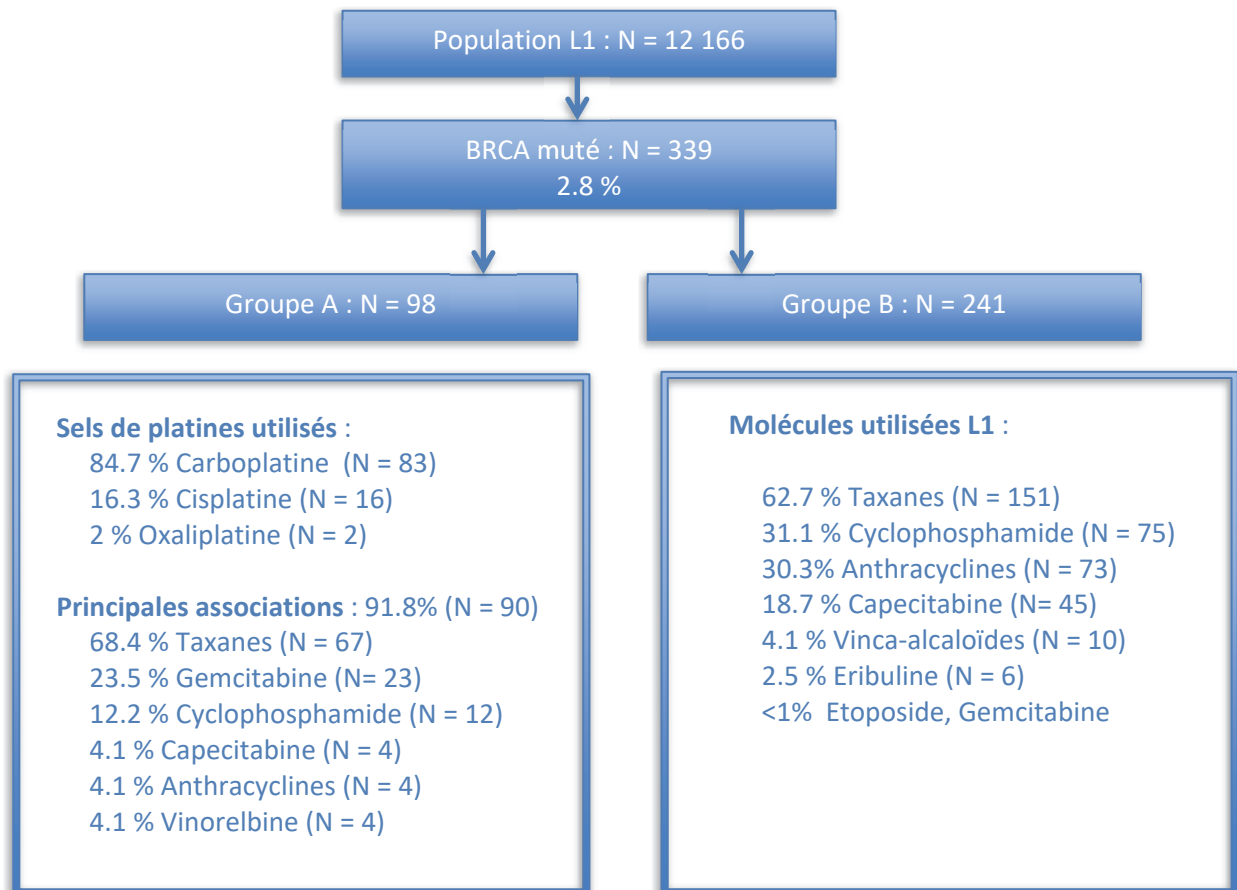 Population L1 : N = 12 166
BRCA muté : N = 339
2.8 %
Groupe A : N = 98
Groupe B : N = 241
Sels de platines utilisés :
84.7 % Carboplatine (N = 83)
16.3 % Cisplatine (N = 16)
2 % Oxaliplatine (N = 2)
Principales associations : 91.8% (N = 90)
68.4 % Taxanes (N = 67)
23.5 % Gemcitabine (N= 23)
12.2 % Cyclophosphamide (N = 12)
4.1 % Capecitabine (N = 4)
4.1 % Anthracyclines (N = 4)
4.1 % Vinorelbine (N = 4)
Molécules utilisées L1 :
62.7 % Taxanes (N = 151)
31.1 % Cyclophosphamide (N = 75)
30.3% Anthracyclines (N = 73)
18.7 % Capecitabine (N= 45)
4.1 % Vinca-alcaloïdes (N = 10)
2.5 % Eribuline (N = 6)
<1% Etoposide, Gemcitabine